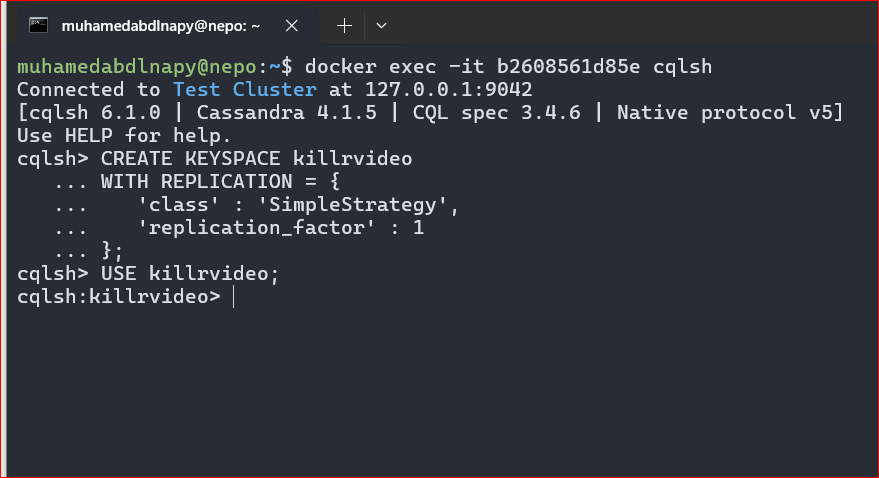 muhamedabdlnapy@nepo: ~
muhamedabdlnapy@nepo:~$ docker exec -it b2608561d85e cqlsh
Connected to Test Cluster at 127.0.0.1:9042
[cqlsh 6.1.0 | Cassandra 4.1.5 | CQL spec 3.4.6 | Native protocol v5]
Use HELP for help.
cqlsh> CREATE KEYSPACE killrvideo
   ... WITH REPLICATION = {
   ...    'class' : 'SimpleStrategy',
   ...    'replication_factor' : 1
   ... };
cqlsh> USE killrvideo;
cqlsh:killrvideo>